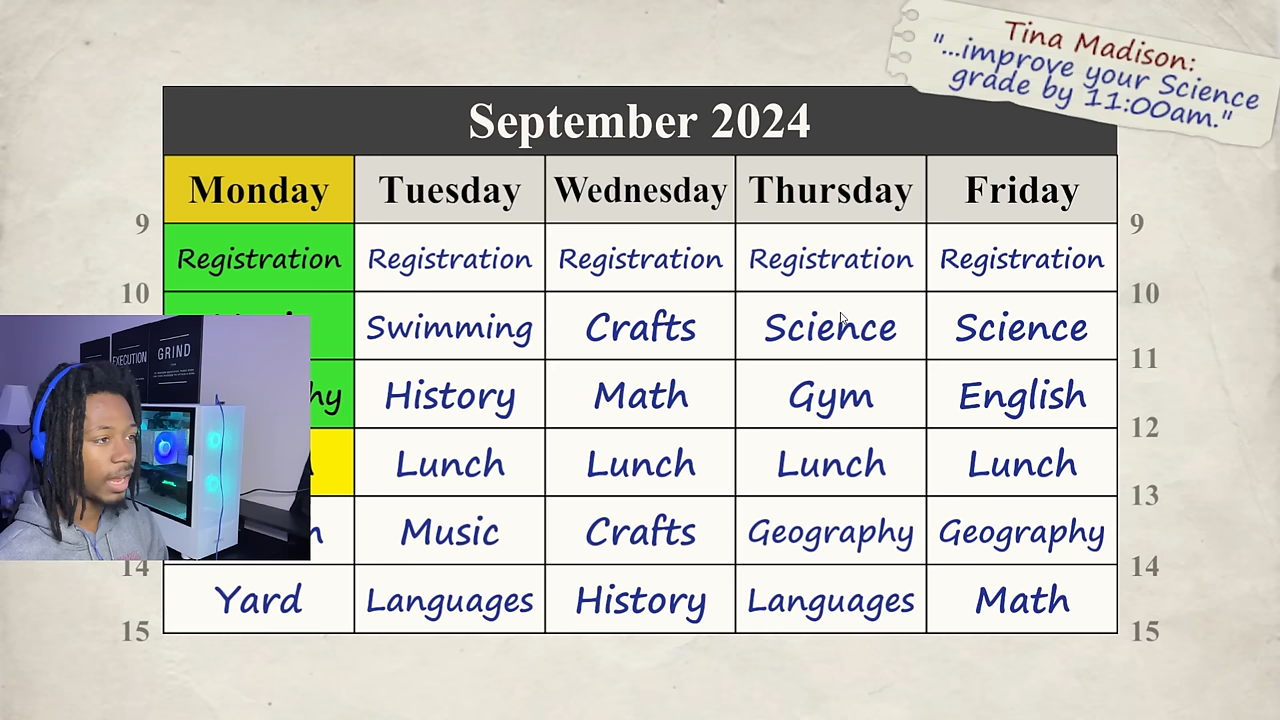 Tina Madison:
"...improve your Science
grade by 11:00am."
September 2024
Monday Tuesday Wednesday Thursday Friday
9 9
Registration Registration Registration Registration Registration
10 10
Swimming Crafts Science Science
11
History Math Gym English
12
Lunch Lunch Lunch Lunch
13
Music Crafts Geography Geography
14 14
Yard Languages History Languages Math
15 15
EXECUTION
GRIND